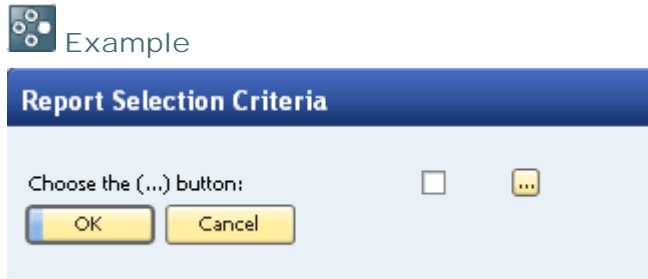 Example
Report Selection Criteria
Choose the (...) button: ...
OK Cancel